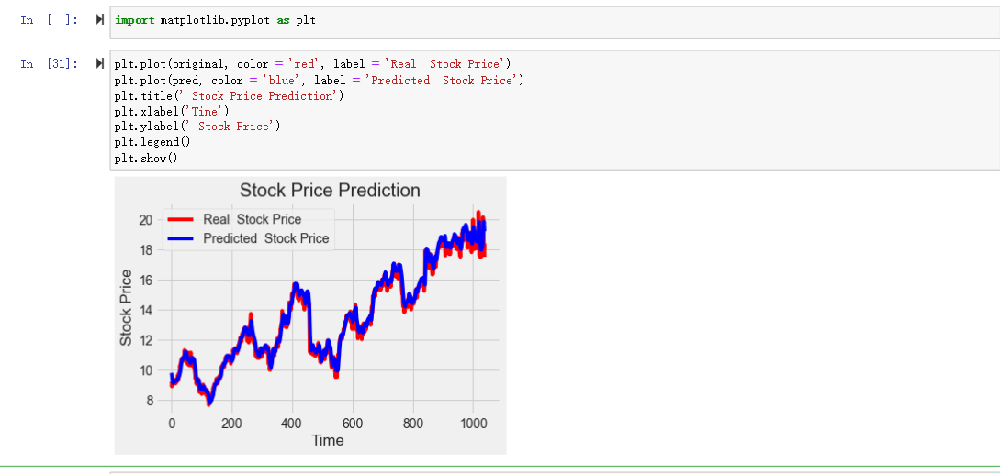 In [ ]: import matplotlib.pyplot as plt
In [31]: plt.plot(original, color = 'red', label = 'Real  Stock Price')
plt.plot(pred, color = 'blue', label = 'Predicted  Stock Price')
plt.title(' Stock Price Prediction')
plt.xlabel('Time')
plt.ylabel(' Stock Price')
plt.legend()
plt.show()
Stock Price Prediction
Real  Stock Price
Predicted  Stock Price
Stock Price
20
18
16
14
12
10
8
0 200 400 600 800 1000
Time